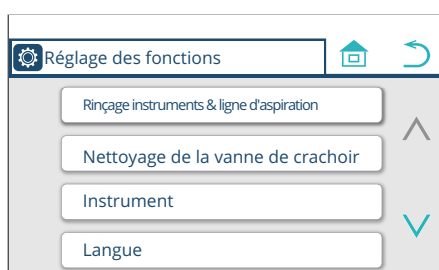 Réglage des fonctions
Rinçage instruments & ligne d'aspiration
Nettoyage de la vanne de crachoir
Instrument
Langue